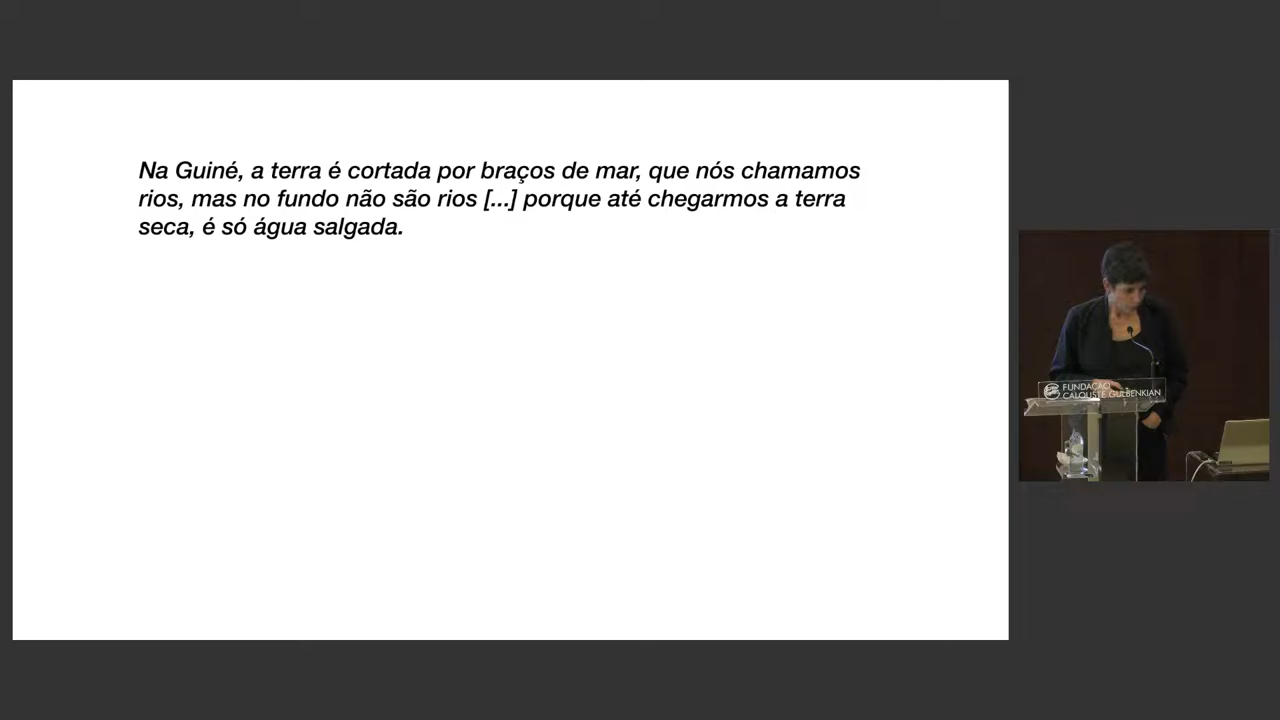 Na Guiné, a terra é cortada por braços de mar, que nós chamamos
rios, mas no fundo não são rios [...] porque até chegarmos a terra
seca, é só água salgada.
FUNDAÇÃO
CALOUSTE GULBENKIAN